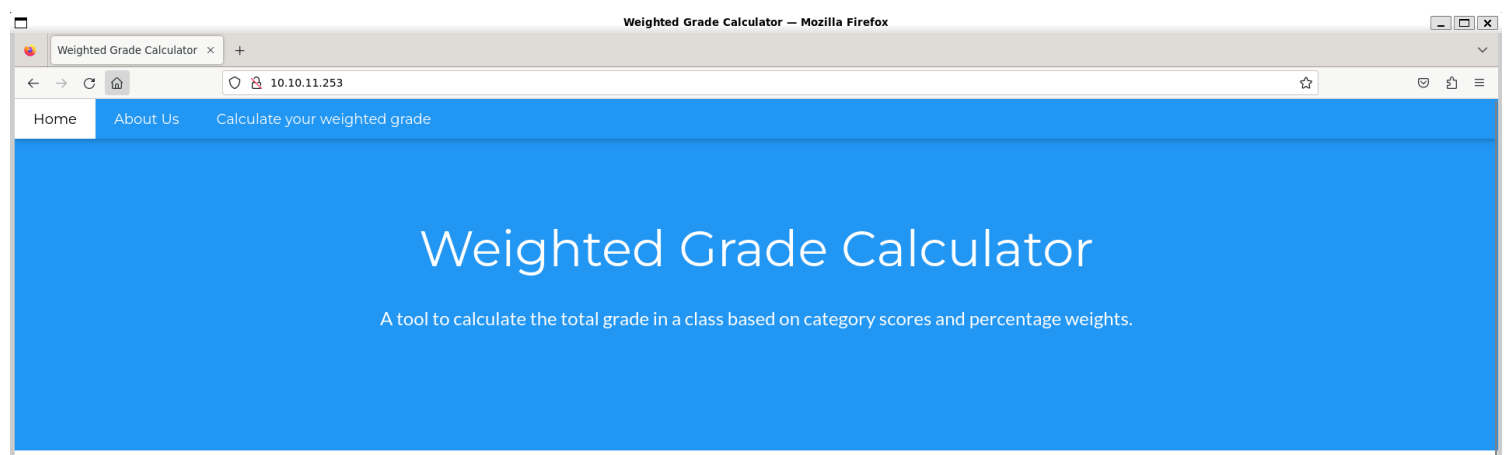 Weighted Grade Calculator — Mozilla Firefox
Weighted Grade Calculator
10.10.11.253
Home About Us Calculate your weighted grade
Weighted Grade Calculator
A tool to calculate the total grade in a class based on category scores and percentage weights.